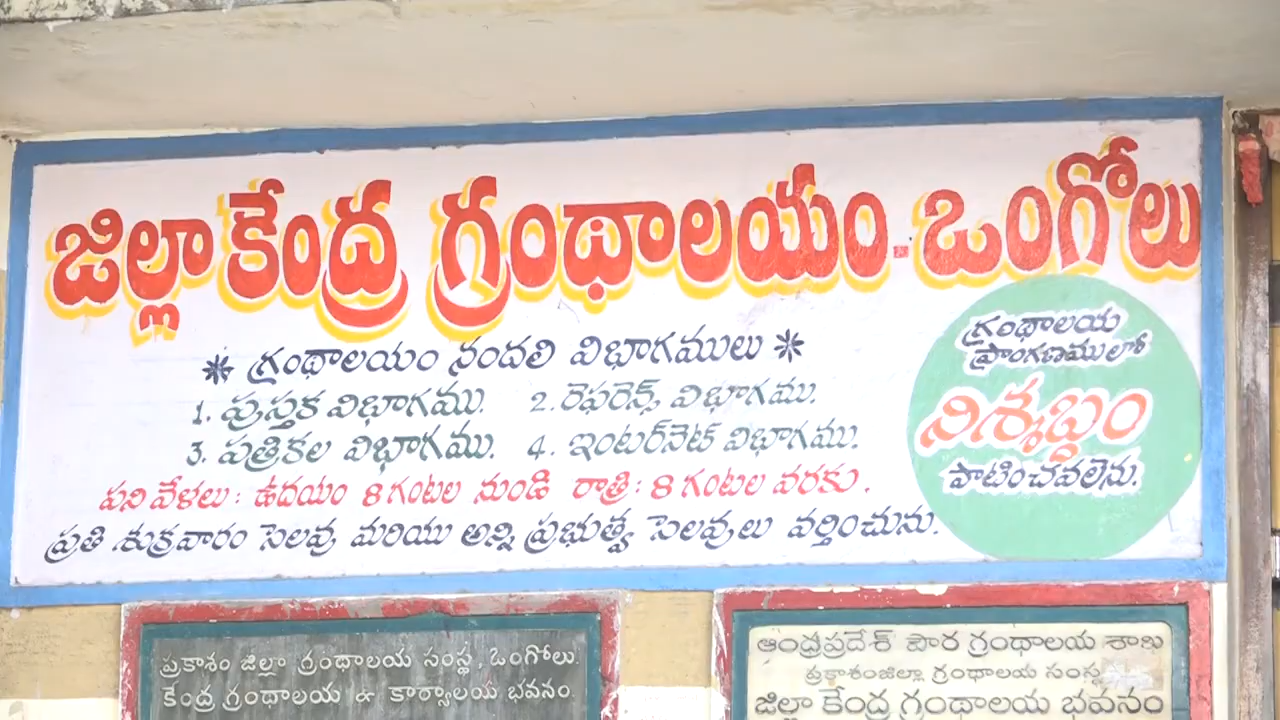 జిల్లా కేంద్ర గ్రంథాలయం - ఒంగోలు
* గ్రంథాలయం నందలి విభాగములు *
1. పుస్తక విభాగము. 2. రెఫరెన్స్ విభాగము.
3. పత్రికల విభాగము. 4. ఇంటర్‌నెట్ విభాగము.
పని వేళలు : ఉదయం 8 గంటల నుండి రాత్రి : 8 గంటల వరకు.
ప్రతి శుక్రవారం సెలవు మరియు అన్ని ప్రభుత్వ సెలవులు వర్తించును.
గ్రంథాలయ
ప్రాంగణములో
నిశ్శబ్దం
పాటించవలెను.
ప్రకాశం జిల్లా గ్రంథాలయ సంస్థ, ఒంగోలు.
కేంద్ర గ్రంథాలయ & కార్యాలయ భవనం.
ఆంధ్రప్రదేశ్ పౌర గ్రంథాలయ శాఖ
ప్రకాశంజిల్లా గ్రంథాలయ సంస్థ
జిల్లా కేంద్ర గ్రంథాలయ భవనం